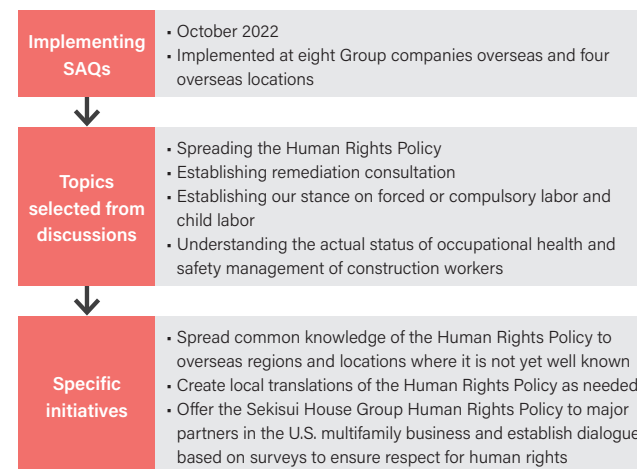 Implementing
SAQs
• October 2022
• Implemented at eight Group companies overseas and four
overseas locations
Topics
selected from
discussions
• Spreading the Human Rights Policy
• Establishing remediation consultation
• Establishing our stance on forced or compulsory labor and
child labor
• Understanding the actual status of occupational health and
safety management of construction workers
Specific
initiatives
• Spread common knowledge of the Human Rights Policy to
overseas regions and locations where it is not yet well known
• Create local translations of the Human Rights Policy as needed
• Offer the Sekisui House Group Human Rights Policy to major
partners in the U.S. multifamily business and establish dialogue
based on surveys to ensure respect for human rights